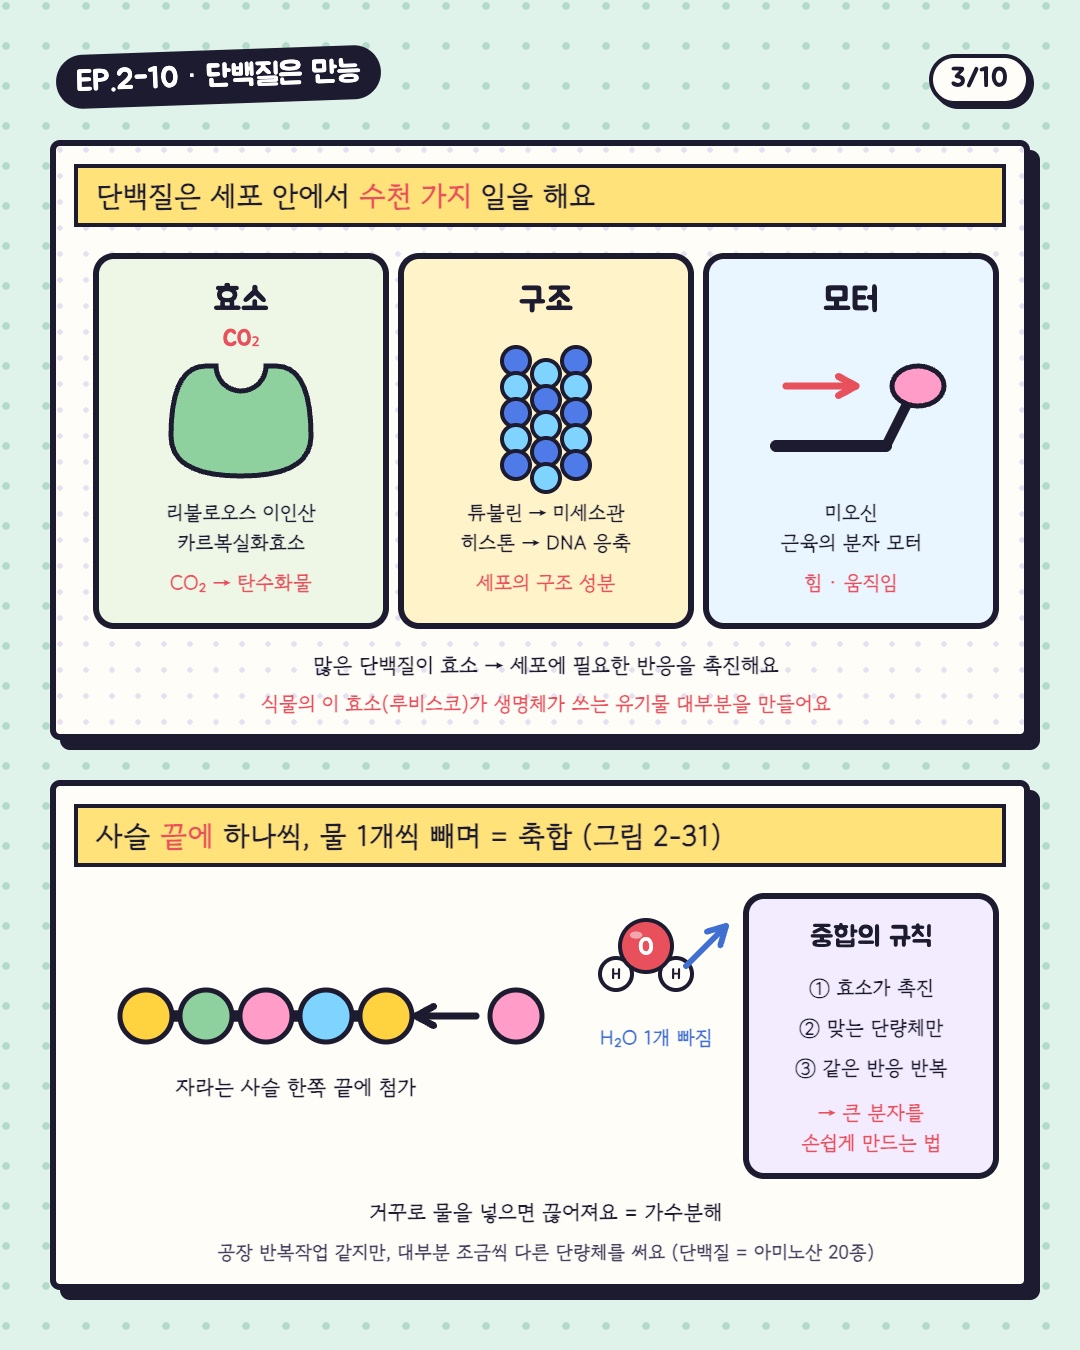 EP.2-10 · 단백질은 만능
3/10
단백질은 세포 안에서 수천 가지 일을 해요
효소
CO₂
리불로오스 이인산
카르복실화효소
CO₂ → 탄수화물
구조
튜불린 → 미세소관
히스톤 → DNA 응축
세포의 구조 성분
모터
미오신
근육의 분자 모터
힘 · 움직임
많은 단백질이 효소 → 세포에 필요한 반응을 촉진해요
식물의 이 효소(루비스코)가 생명체가 쓰는 유기물 대부분을 만들어요
사슬 끝에 하나씩, 물 1개씩 빼며 = 축합 (그림 2-31)
자라는 사슬 한쪽 끝에 첨가
O
H
H
H₂O 1개 빠짐
중합의 규칙
① 효소가 촉진
② 맞는 단량체만
③ 같은 반응 반복
→ 큰 분자를
손쉽게 만드는 법
거꾸로 물을 넣으면 끊어져요 = 가수분해
공장 반복작업 같지만, 대부분 조금씩 다른 단량체를 써요 (단백질 = 아미노산 20종)